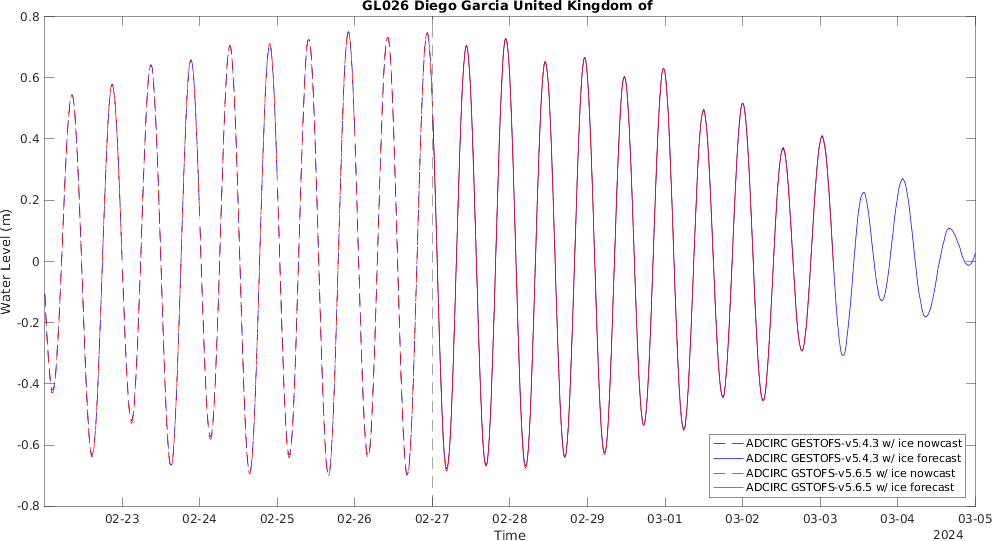 GL026 Diego Garcia United Kingdom of
0.8
0.6
0.4
0.2
0
-0.2
-0.4
-0.6
-0.8
Water Level (m)
02-23 02-24 02-25 02-26 02-27 02-28 02-29 03-01 03-02 03-03 03-04 03-05
Time
2024
ADCIRC GESTOFS-v5.4.3 w/ ice nowcast
ADCIRC GESTOFS-v5.4.3 w/ ice forecast
ADCIRC GSTOFS-v5.6.5 w/ ice nowcast
ADCIRC GSTOFS-v5.6.5 w/ ice forecast